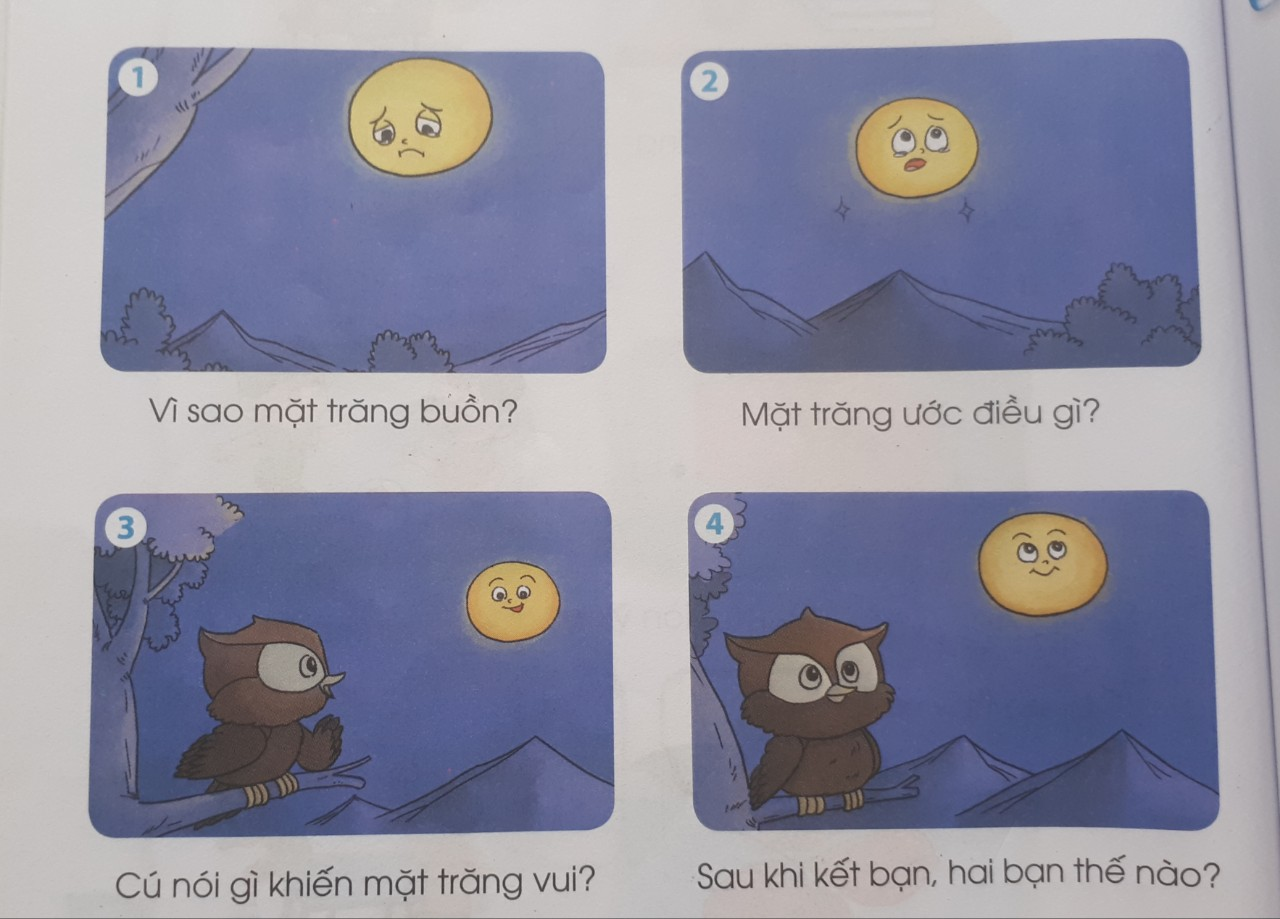 1
2
Vì sao mặt trăng buồn?
Mặt trăng ước điều gì?
3
4
Cú nói gì khiến mặt trăng vui?
Sau khi kết bạn, hai bạn thế nào?